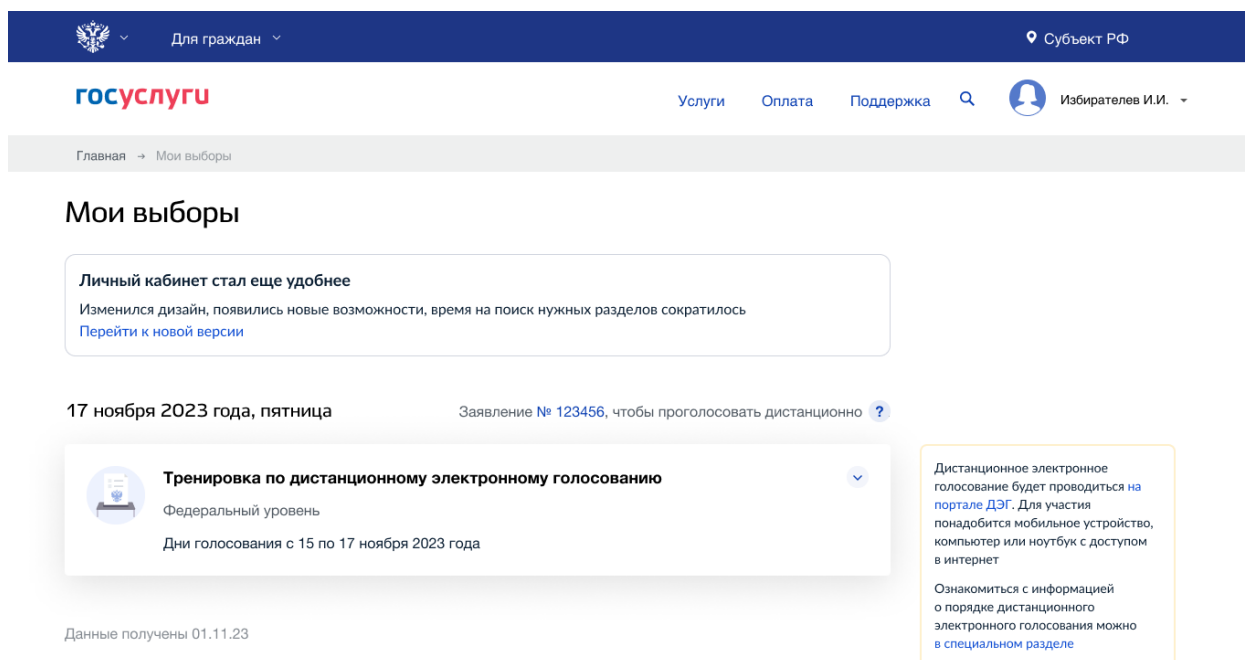 Для граждан
Субъект РФ
госуслуги
Услуги Оплата Поддержка
Избирателев И.И.
Главная → Мои выборы
Мои выборы
Личный кабинет стал еще удобнее
Изменился дизайн, появились новые возможности, время на поиск нужных разделов сократилось
Перейти к новой версии
17 ноября 2023 года, пятница
Заявление № 123456, чтобы проголосовать дистанционно ?
Тренировка по дистанционному электронному голосованию
Федеральный уровень
Дни голосования с 15 по 17 ноября 2023 года
Данные получены 01.11.23
Дистанционное электронное
голосование будет проводиться на
портале ДЭГ. Для участия
понадобится мобильное устройство,
компьютер или ноутбук с доступом
в интернет
Ознакомиться с информацией
о порядке дистанционного
электронного голосования можно
в специальном разделе